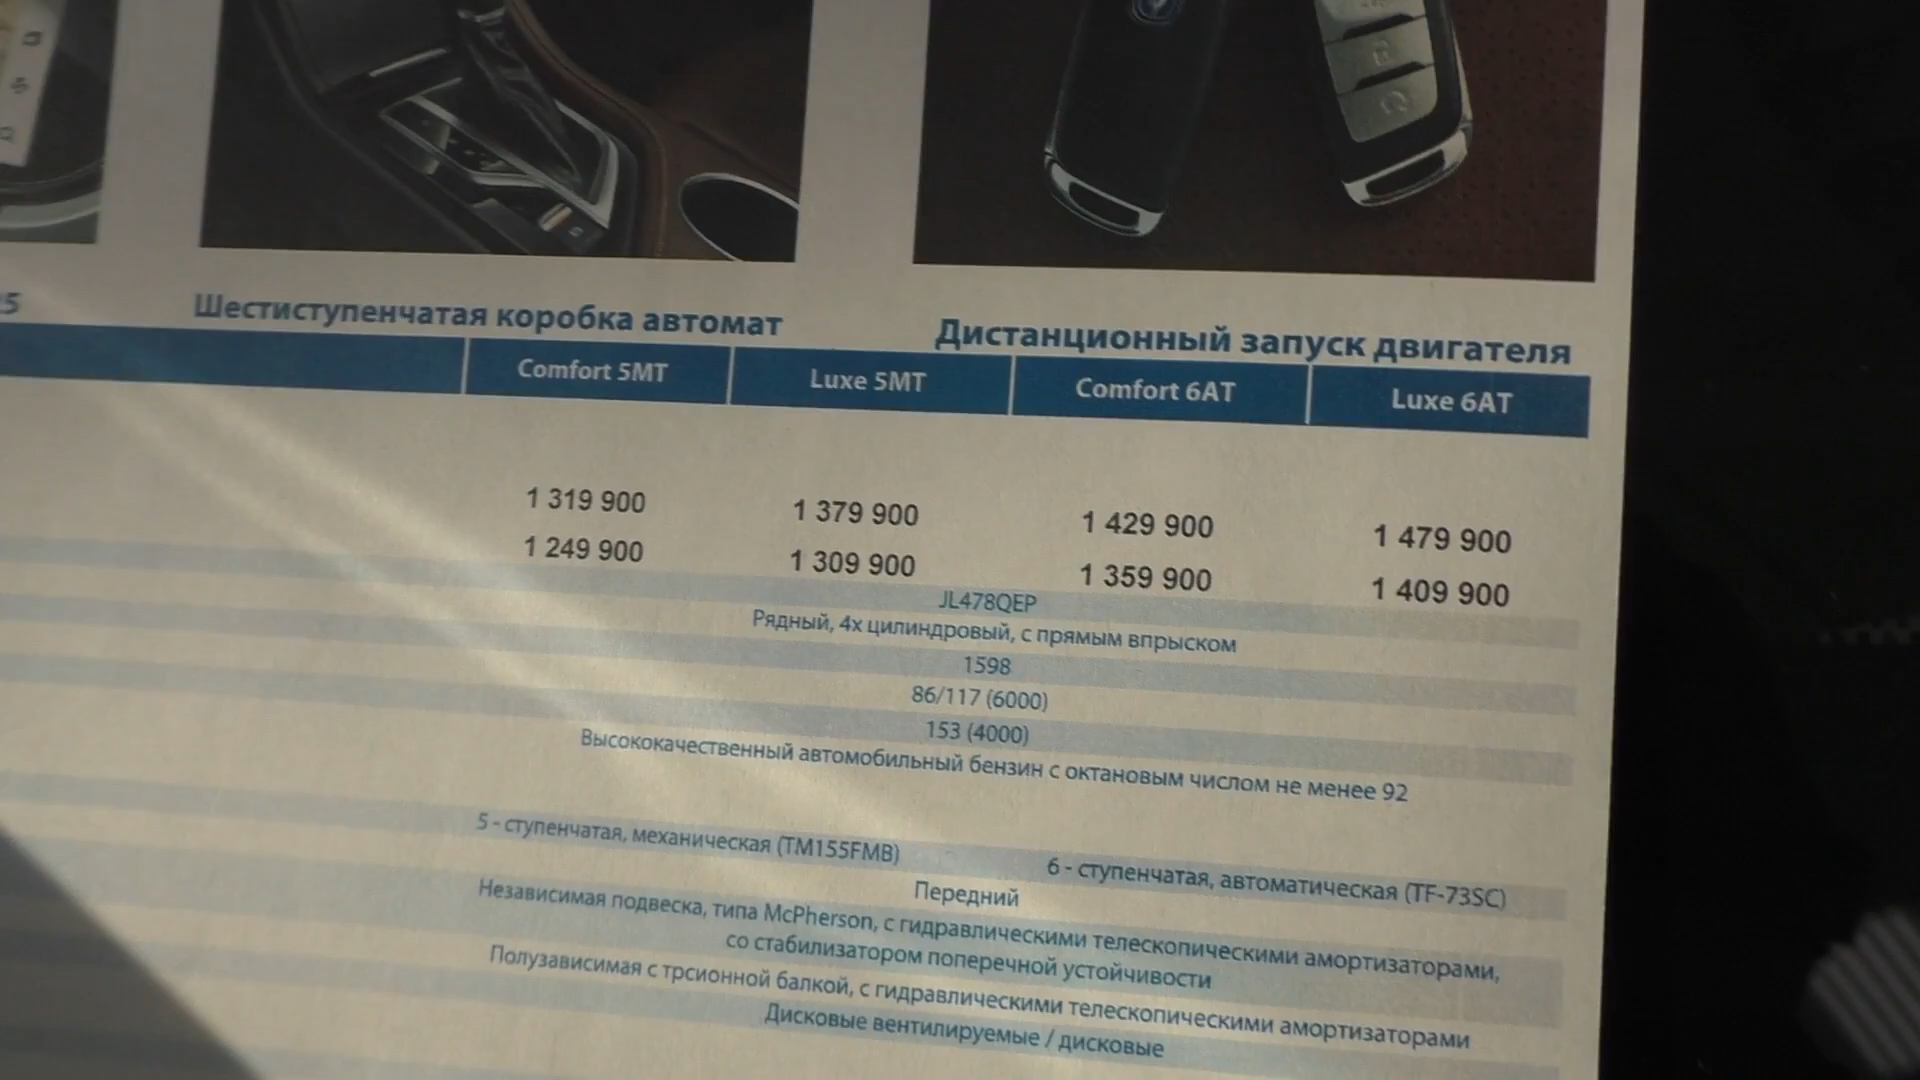 5
Шестиступенчатая коробка автомат
Дистанционный запуск двигателя
Comfort 5MT Luxe 5MT Comfort 6AT Luxe 6AT
1 319 900 1 379 900 1 429 900 1 479 900
1 249 900 1 309 900 1 359 900 1 409 900
JL478QEP
Рядный, 4х цилиндровый, с прямым впрыском
1598
86/117 (6000)
153 (4000)
Высококачественный автомобильный бензин с октановым числом не менее 92
5 - ступенчатая, механическая (TM155FMB) 6 - ступенчатая, автоматическая (TF-73SC)
Передний
Независимая подвеска, типа McPherson, с гидравлическими телескопическими амортизаторами,
со стабилизатором поперечной устойчивости
Полузависимая с трсионной балкой, с гидравлическими телескопическими амортизаторами
Дисковые вентилируемые / дисковые